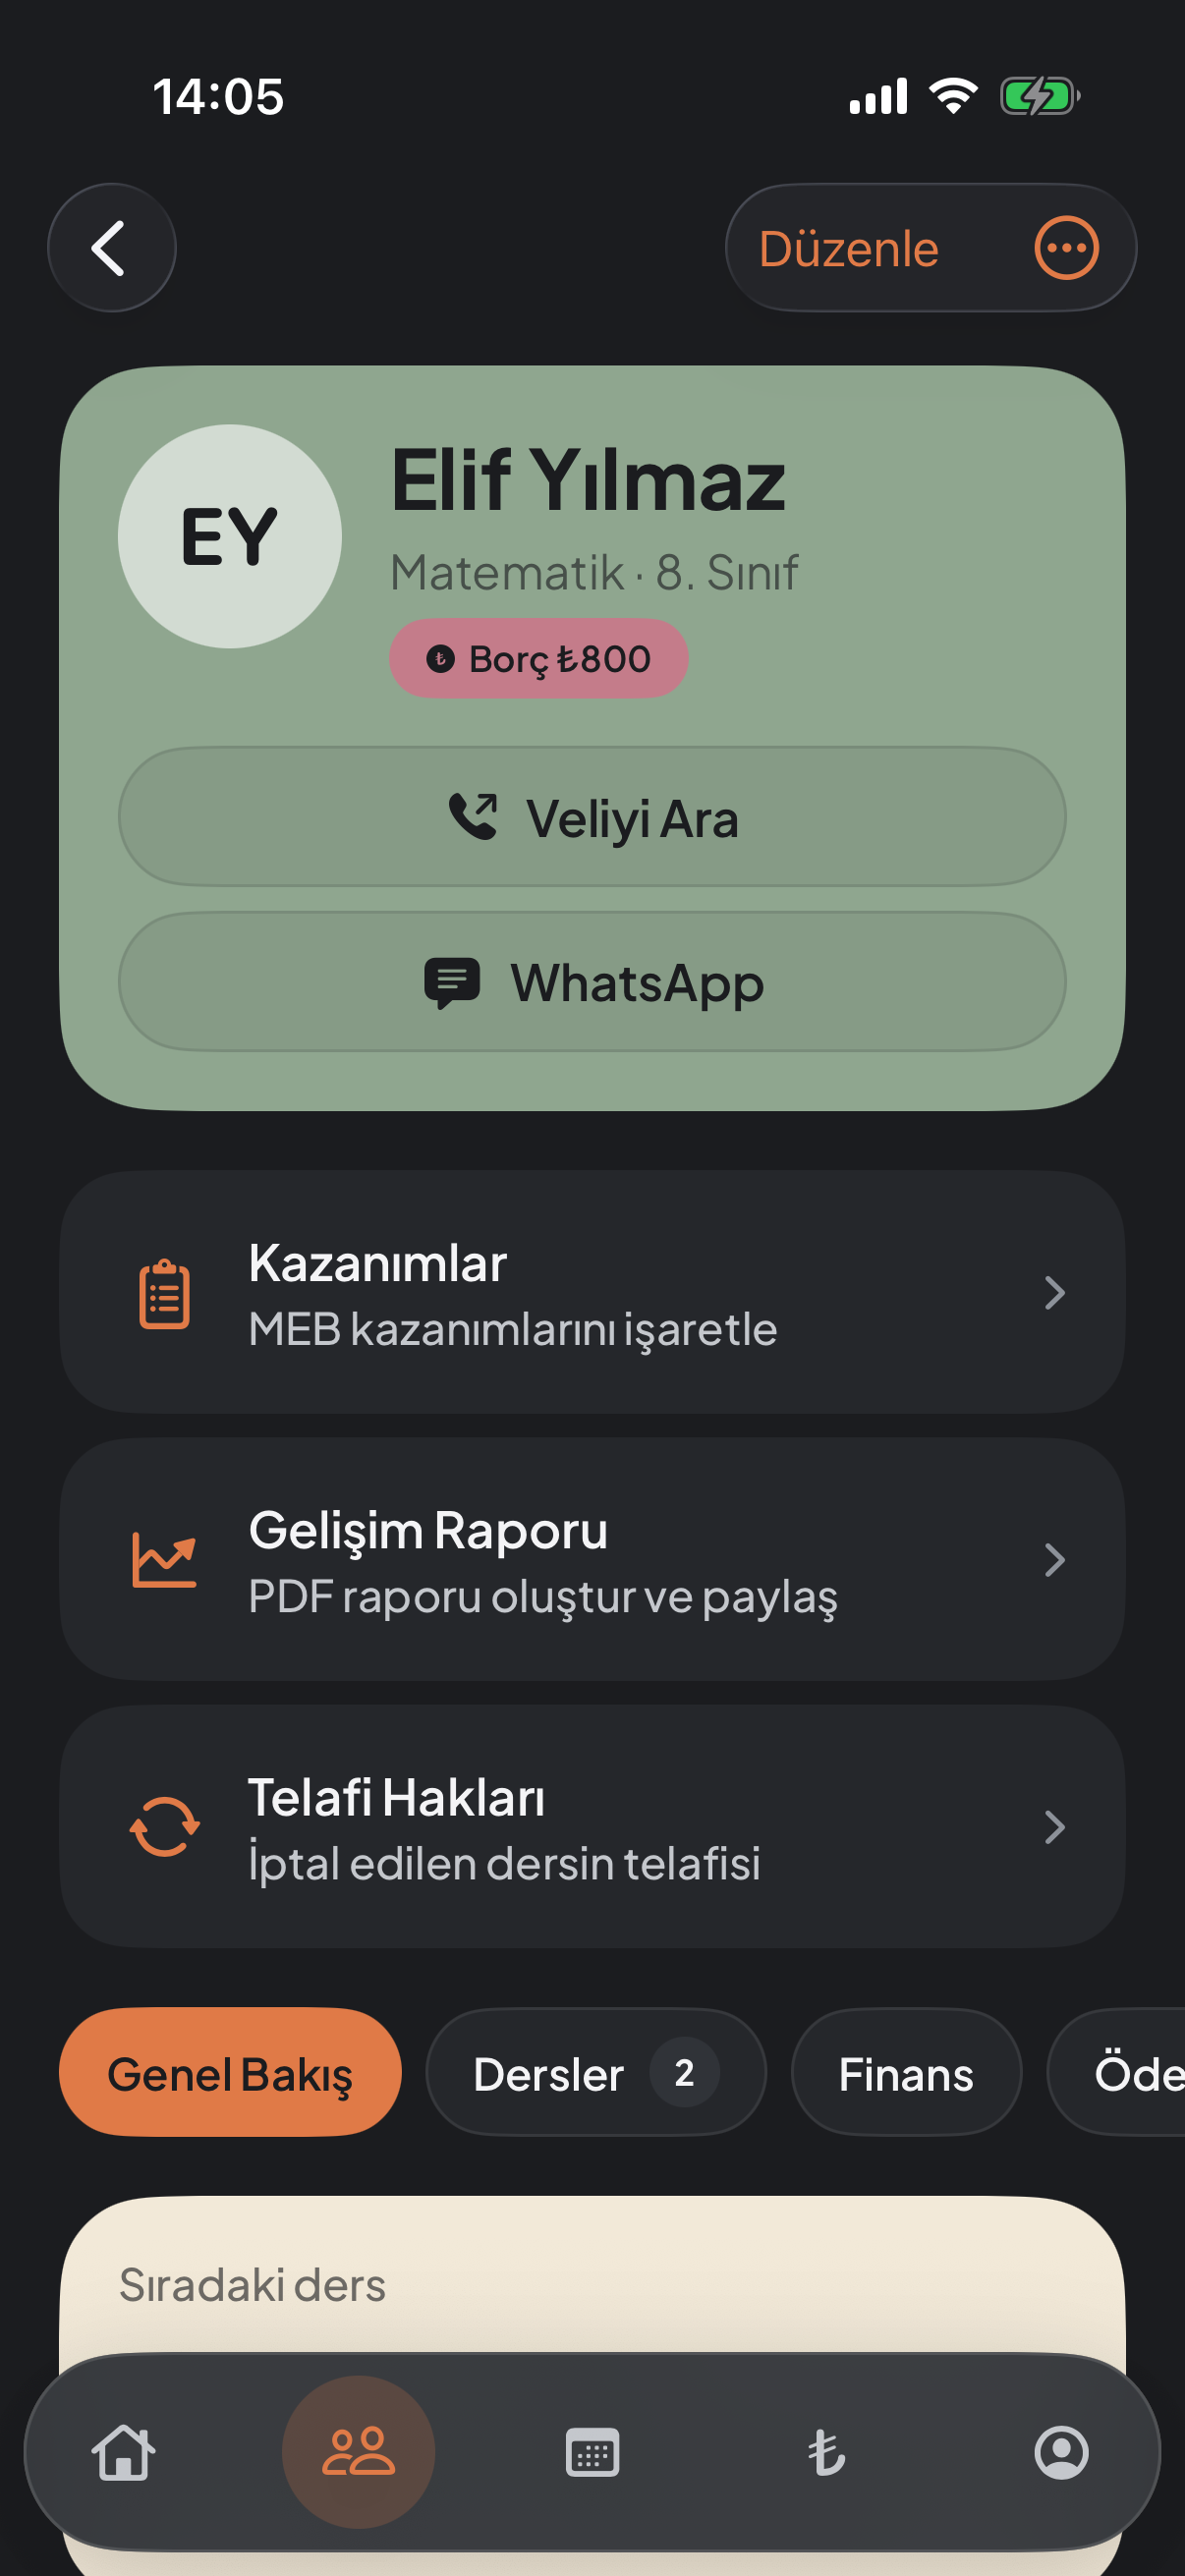 14:05
Düzenle
EY
Elif Yılmaz
Matematik · 8. Sınıf
₺ Borç ₺800
Veliyi Ara
WhatsApp
Kazanımlar
MEB kazanımlarını işaretle
Gelişim Raporu
PDF raporu oluştur ve paylaş
Telafi Hakları
İptal edilen dersin telafisi
Genel Bakış Dersler 2 Finans Öde
Sıradaki ders
₺